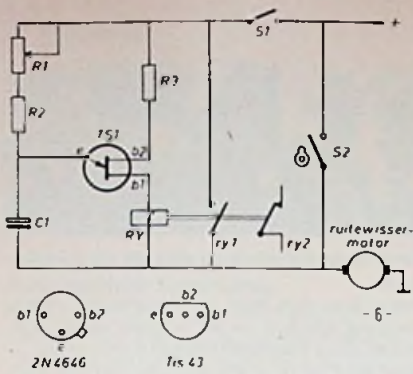 S1
+
R1
R3
R2
TS1
S2
e
b2
b1
C1
RY
ry1
ry2
ruitewisser-
motor
-6-
b2
b1
b2
e
b1
e
2N4646
Tis 43